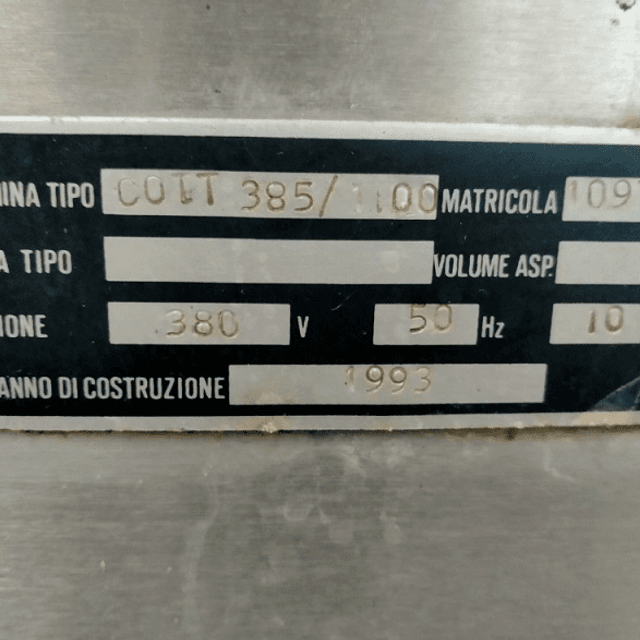 INA TIPO COTT 385/1100 MATRICOLA 109
A TIPO VOLUME ASP.
IONE 380 V 50 Hz 10
ANNO DI COSTRUZIONE 1993